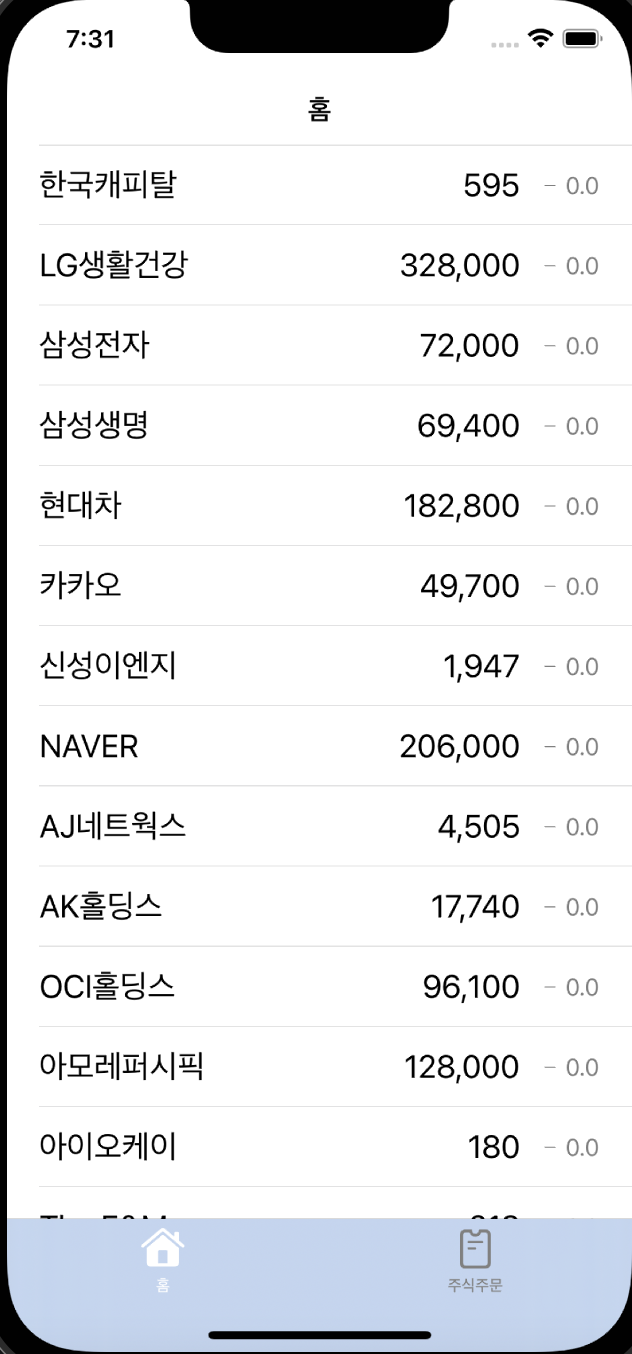 7:31
홈
한국캐피탈 595 – 0.0
LG생활건강 328,000 – 0.0
삼성전자 72,000 – 0.0
삼성생명 69,400 – 0.0
현대차 182,800 – 0.0
카카오 49,700 – 0.0
신성이엔지 1,947 – 0.0
NAVER 206,000 – 0.0
AJ네트웍스 4,505 – 0.0
AK홀딩스 17,740 – 0.0
OCI홀딩스 96,100 – 0.0
아모레퍼시픽 128,000 – 0.0
아이오케이 180 – 0.0
홈 주식주문